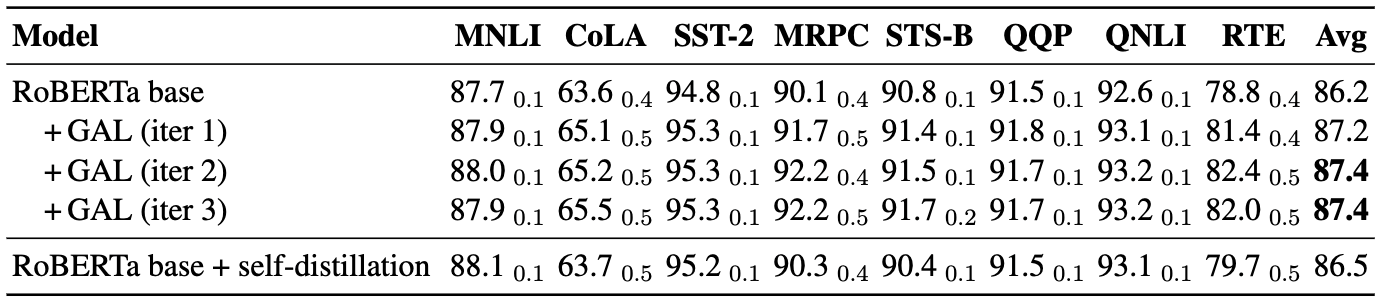 Model MNLI CoLA SST-2 MRPC STS-B QQP QNLI RTE Avg
RoBERTa base 87.7 0.1 63.6 0.4 94.8 0.1 90.1 0.4 90.8 0.1 91.5 0.1 92.6 0.1 78.8 0.4 86.2
+ GAL (iter 1) 87.9 0.1 65.1 0.5 95.3 0.1 91.7 0.5 91.4 0.1 91.8 0.1 93.1 0.1 81.4 0.4 87.2
+ GAL (iter 2) 88.0 0.1 65.2 0.5 95.3 0.1 92.2 0.4 91.5 0.1 91.7 0.1 93.2 0.1 82.4 0.5 87.4
+ GAL (iter 3) 87.9 0.1 65.5 0.5 95.3 0.1 92.2 0.5 91.7 0.2 91.7 0.1 93.2 0.1 82.0 0.5 87.4
RoBERTa base + self-distillation 88.1 0.1 63.7 0.5 95.2 0.1 90.3 0.4 90.4 0.1 91.5 0.1 93.1 0.1 79.7 0.5 86.5